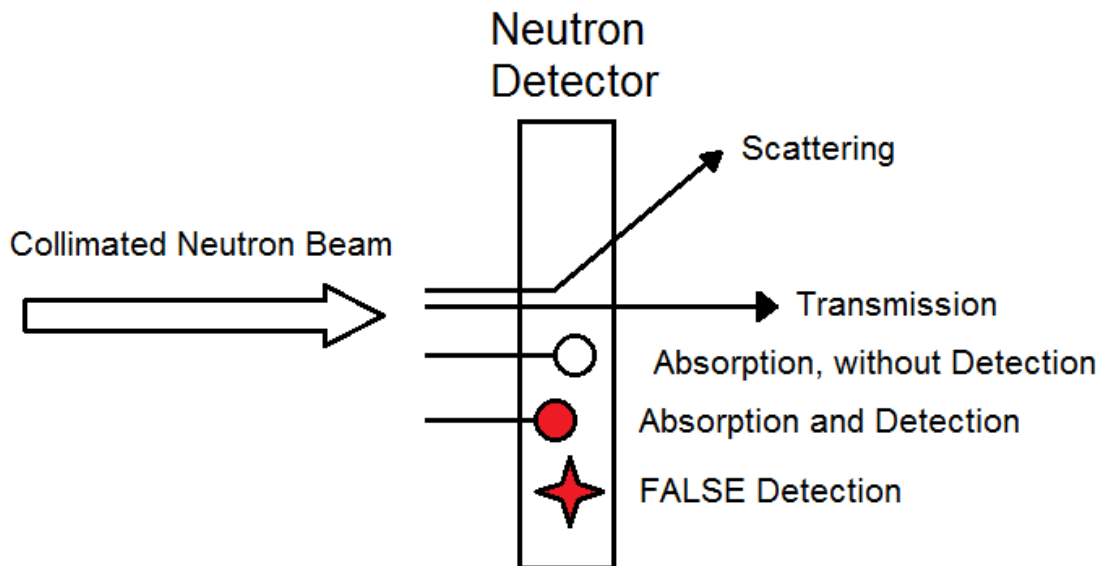 Neutron
Detector
Scattering
Collimated Neutron Beam
Transmission
Absorption, without Detection
Absorption and Detection
FALSE Detection